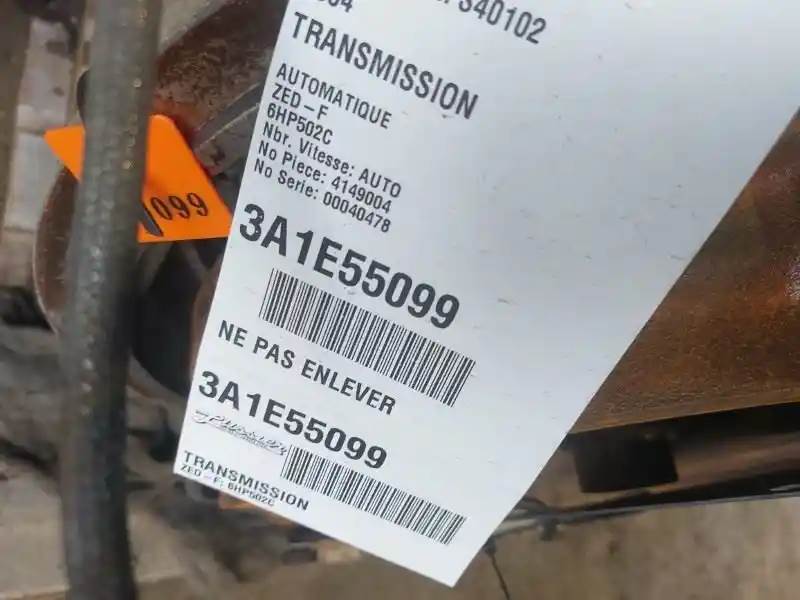 340102
TRANSMISSION
AUTOMATIQUE
ZED-F
6HP502C
Nbr. Vitesse: AUTO
No Piece: 4149004
No Serie: 00040478
3A1E55099
NE PAS ENLEVER
3A1E55099
TRANSMISSION
ZED-F: 6HP502C
099